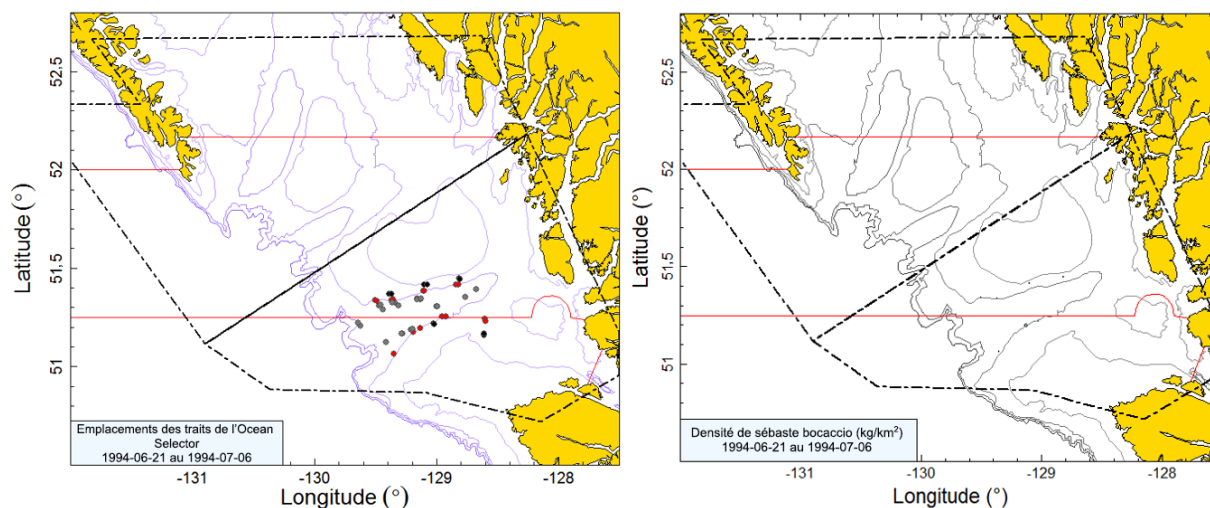 Latitude (°)
52,5
52
51,5
51
Emplacements des traits de l'Ocean
Selector
1994-06-21 au 1994-07-06
-131
-130
-129
-128
Longitude (°)
Latitude (°)
52,5
52
51,5
51
Densité de sébaste bocaccio (kg/km²)
1994-06-21 au 1994-07-06
-131
-130
-129
-128
Longitude (°)